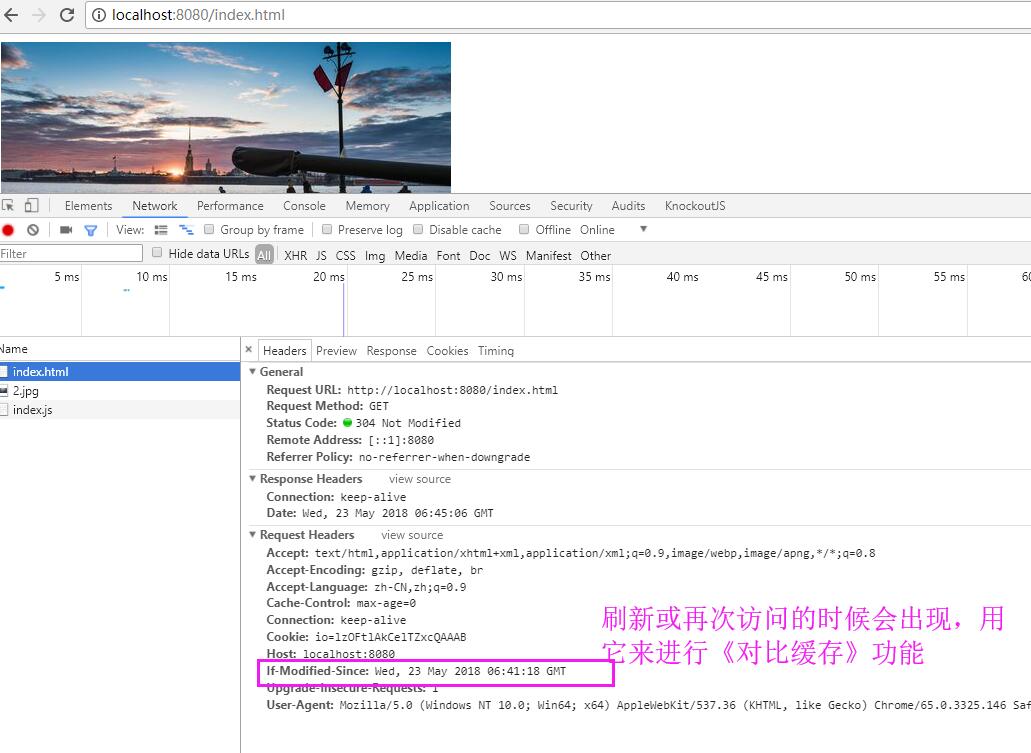 localhost:8080/index.html
Elements Network Performance Console Memory Application Sources Security Audits KnockoutJS
View: Group by frame Preserve log Disable cache Offline Online
Filter Hide data URLs All XHR JS CSS Img Media Font Doc WS Manifest Other
5 ms 10 ms 15 ms 20 ms 25 ms 30 ms 35 ms 40 ms 45 ms 50 ms 55 ms
Name
index.html
2.jpg
index.js
× Headers Preview Response Cookies Timing
General
Request URL: http://localhost:8080/index.html
Request Method: GET
Status Code: 304 Not Modified
Remote Address: [::1]:8080
Referrer Policy: no-referrer-when-downgrade
Response Headers view source
Connection: keep-alive
Date: Wed, 23 May 2018 06:45:06 GMT
Request Headers view source
Accept: text/html,application/xhtml+xml,application/xml;q=0.9,image/webp,image/apng,*/*;q=0.8
Accept-Encoding: gzip, deflate, br
Accept-Language: zh-CN,zh;q=0.9
Cache-Control: max-age=0
Connection: keep-alive
Cookie: io=lzOFtlAkCelTZxcQAAAB
Host: localhost:8080
If-Modified-Since: Wed, 23 May 2018 06:41:18 GMT
Upgrade-Insecure-Requests: 1
User-Agent: Mozilla/5.0 (Windows NT 10.0; Win64; x64) AppleWebKit/537.36 (KHTML, like Gecko) Chrome/65.0.3325.146 Saf
刷新或再次访问的时候会出现，用
它来进行《对比缓存》功能